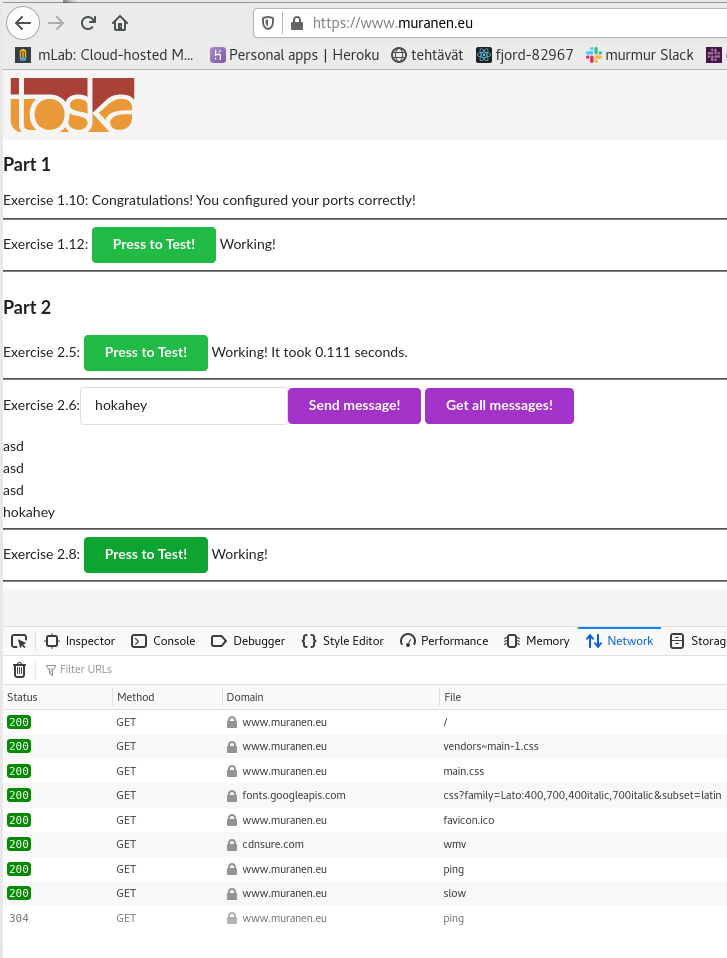 https://www.muranen.eu
mLab: Cloud-hosted M... Personal apps | Heroku tehtävät fjord-82967 murmur Slack
toska
Part 1
Exercise 1.10: Congratulations! You configured your ports correctly!
Exercise 1.12: Press to Test! Working!
Part 2
Exercise 2.5: Press to Test! Working! It took 0.111 seconds.
Exercise 2.6: hokahey Send message! Get all messages!
asd
asd
asd
hokahey
Exercise 2.8: Press to Test! Working!
Inspector Console Debugger Style Editor Performance Memory Network Storag
Filter URLs
Status Method Domain File
200 GET www.muranen.eu /
200 GET www.muranen.eu vendors~main-1.css
200 GET www.muranen.eu main.css
200 GET fonts.googleapis.com css?family=Lato:400,700,400italic,700italic&subset=latin
200 GET www.muranen.eu favicon.ico
200 GET cdnsure.com wmv
200 GET www.muranen.eu ping
200 GET www.muranen.eu slow
304 GET www.muranen.eu ping